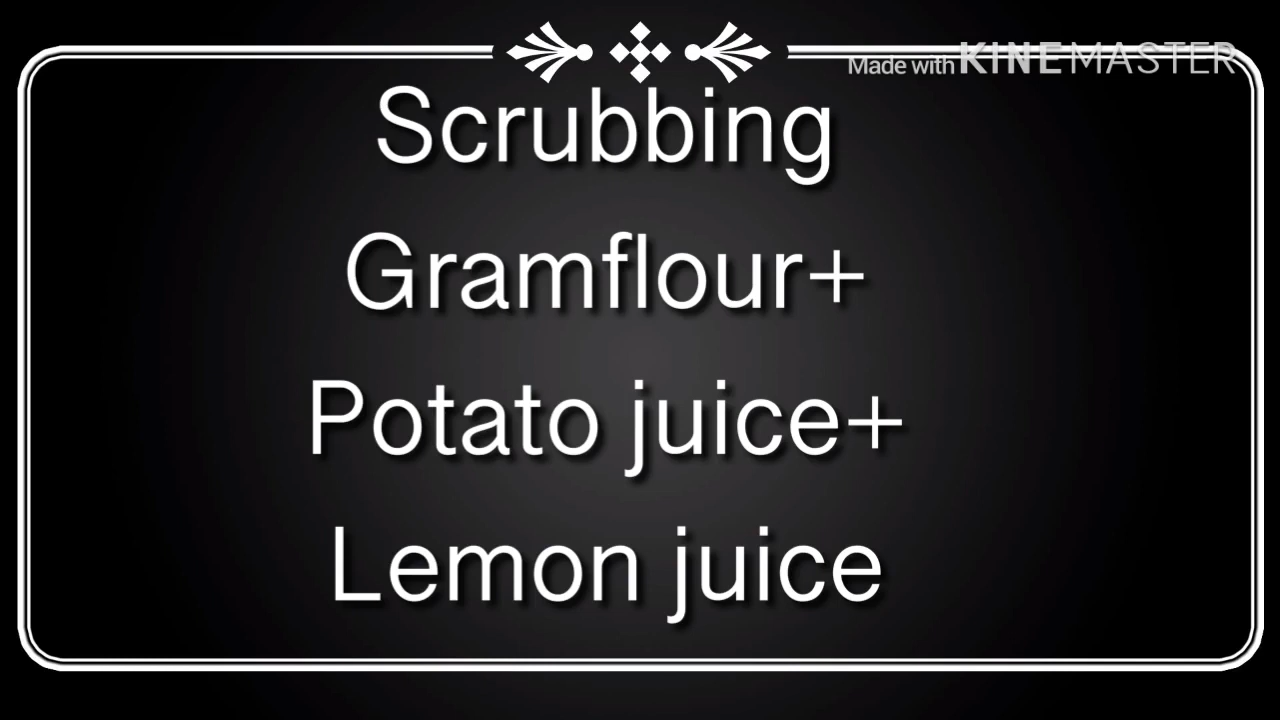 Made with KINEMASTER
Scrubbing
Gramflour+
Potato juice+
Lemon juice